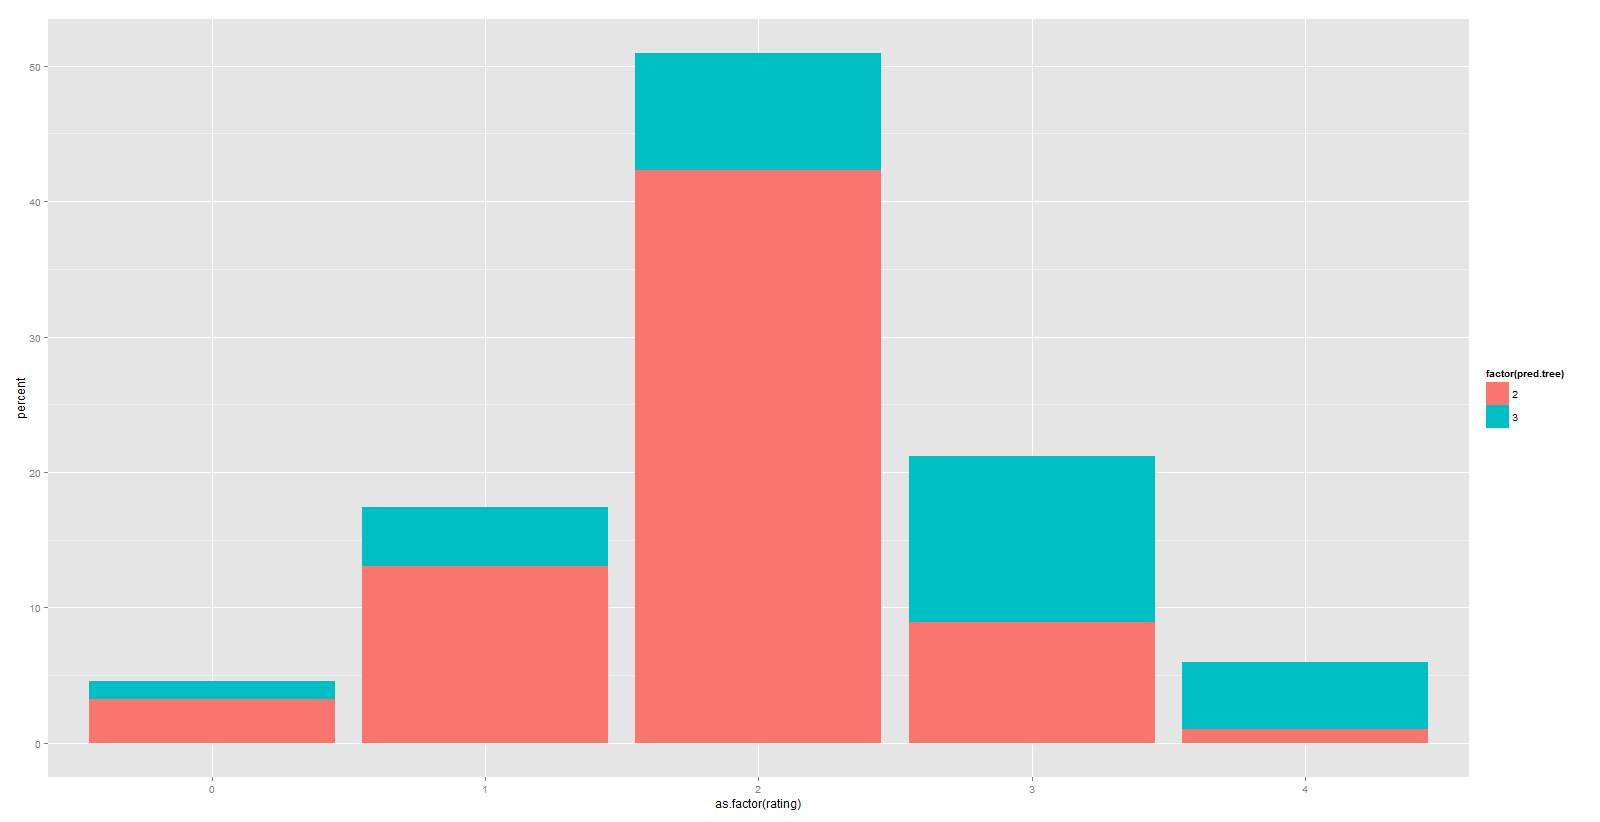 50
40
30
20
10
0
percent
0 1 2 3 4
as.factor(rating)
factor(pred.tree)
2
3